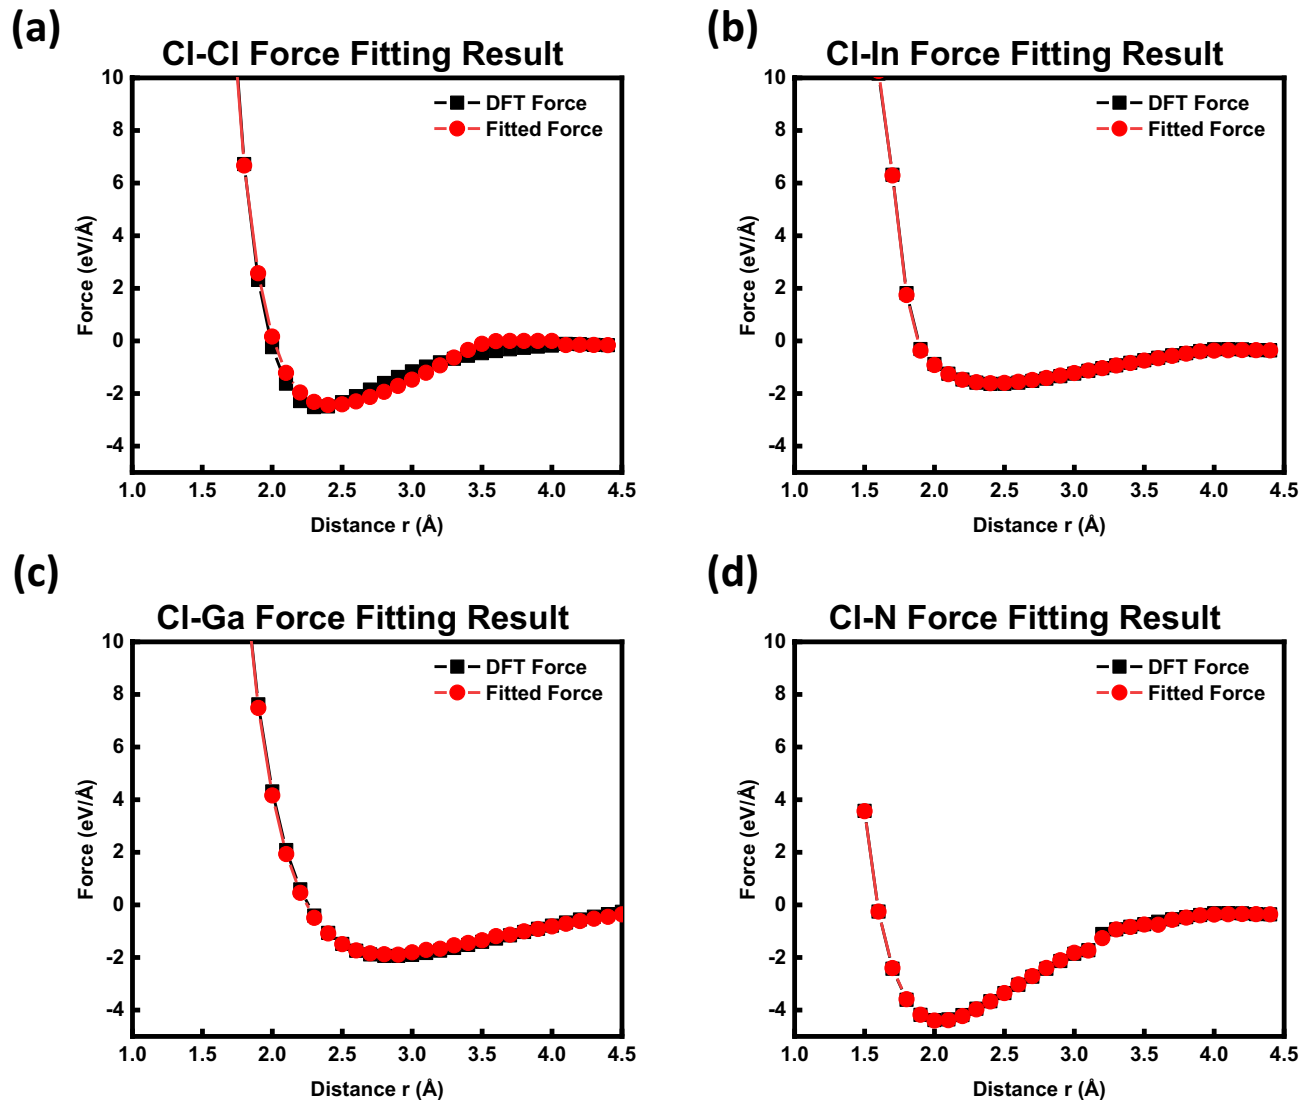 (a)
Cl-Cl Force Fitting Result
10
8
6
4
2
0
-2
-4
Force (eV/Å)
DFT Force
Fitted Force
1.0 1.5 2.0 2.5 3.0 3.5 4.0 4.5
Distance r (Å)
(b)
Cl-In Force Fitting Result
10
8
6
4
2
0
-2
-4
Force (eV/Å)
DFT Force
Fitted Force
1.0 1.5 2.0 2.5 3.0 3.5 4.0 4.5
Distance r (Å)
(c)
Cl-Ga Force Fitting Result
10
8
6
4
2
0
-2
-4
Force (eV/Å)
DFT Force
Fitted Force
1.0 1.5 2.0 2.5 3.0 3.5 4.0 4.5
Distance r (Å)
(d)
Cl-N Force Fitting Result
10
8
6
4
2
0
-2
-4
Force (eV/Å)
DFT Force
Fitted Force
1.0 1.5 2.0 2.5 3.0 3.5 4.0 4.5
Distance r (Å)